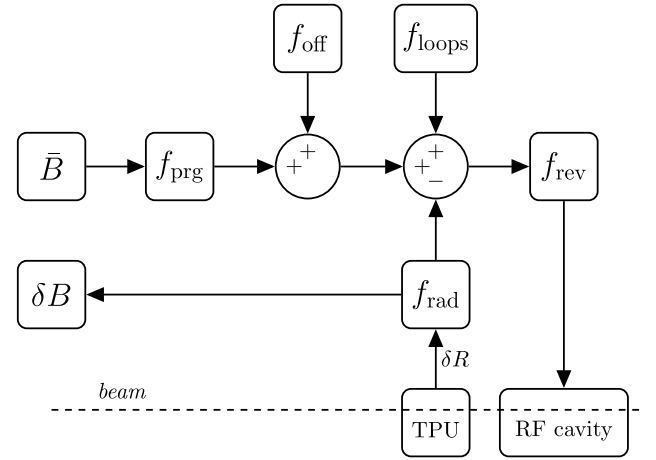 f_off
f_loops
B̄
f_prg
+
+
+
+
−
f_rev
δB
f_rad
δR
beam
TPU
RF cavity